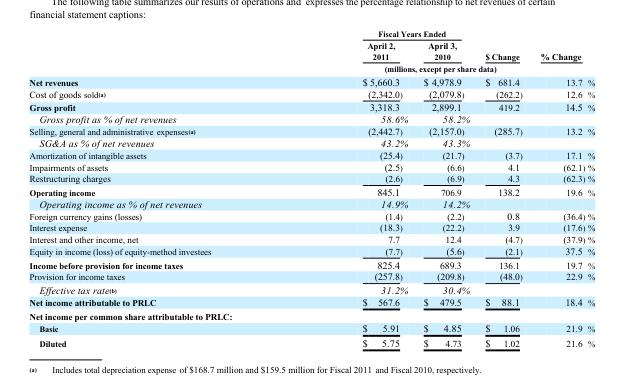 The following table summarizes our results of operations and expresses the percentage relationship to net revenues of certain
financial statement captions:
Fiscal Years Ended
April 2, 2011 April 3, 2010 $ Change % Change
(millions, except per share data)
Net revenues $ 5,660.3 $ 4,978.9 $ 681.4 13.7 %
Cost of goods sold(a) (2,342.0) (2,079.8) (262.2) 12.6 %
Gross profit 3,318.3 2,899.1 419.2 14.5 %
Gross profit as % of net revenues 58.6% 58.2%
Selling, general and administrative expenses(a) (2,442.7) (2,157.0) (285.7) 13.2 %
SG&A as % of net revenues 43.2% 43.3%
Amortization of intangible assets (25.4) (21.7) (3.7) 17.1 %
Impairments of assets (2.5) (6.6) 4.1 (62.1) %
Restructuring charges (2.6) (6.9) 4.3 (62.3) %
Operating income 845.1 706.9 138.2 19.6 %
Operating income as % of net revenues 14.9% 14.2%
Foreign currency gains (losses) (1.4) (2.2) 0.8 (36.4) %
Interest expense (18.3) (22.2) 3.9 (17.6) %
Interest and other income, net 7.7 12.4 (4.7) (37.9) %
Equity in income (loss) of equity-method investees (7.7) (5.6) (2.1) 37.5 %
Income before provision for income taxes 825.4 689.3 136.1 19.7 %
Provision for income taxes (257.8) (209.8) (48.0) 22.9 %
Effective tax rate(b) 31.2% 30.4%
Net income attributable to PRLC $ 567.6 $ 479.5 $ 88.1 18.4 %
Net income per common share attributable to PRLC:
Basic $ 5.91 $ 4.85 $ 1.06 21.9 %
Diluted $ 5.75 $ 4.73 $ 1.02 21.6 %
(a) Includes total depreciation expense of $168.7 million and $159.5 million for Fiscal 2011 and Fiscal 2010, respectively.